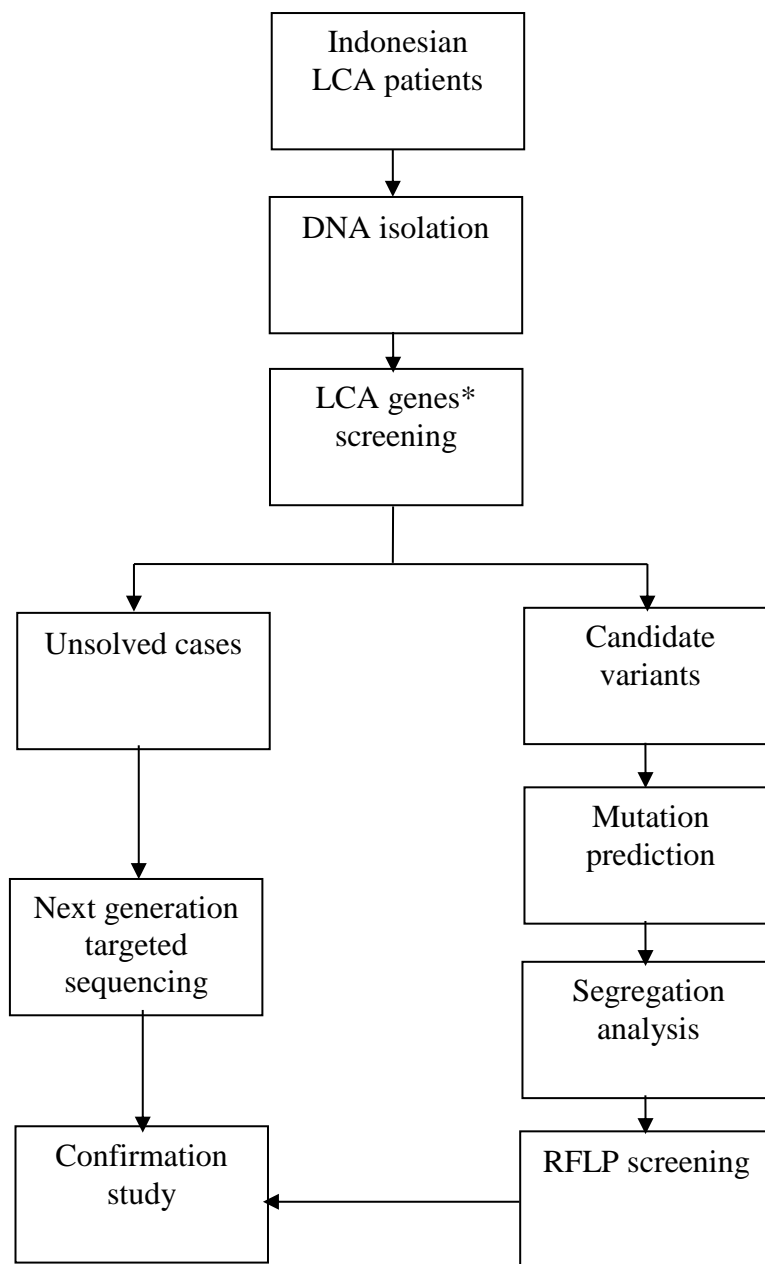 Indonesian
LCA patients
DNA isolation
LCA genes*
screening
Unsolved cases
Candidate
variants
Mutation
prediction
Next generation
targeted
sequencing
Segregation
analysis
Confirmation
study
RFLP screening